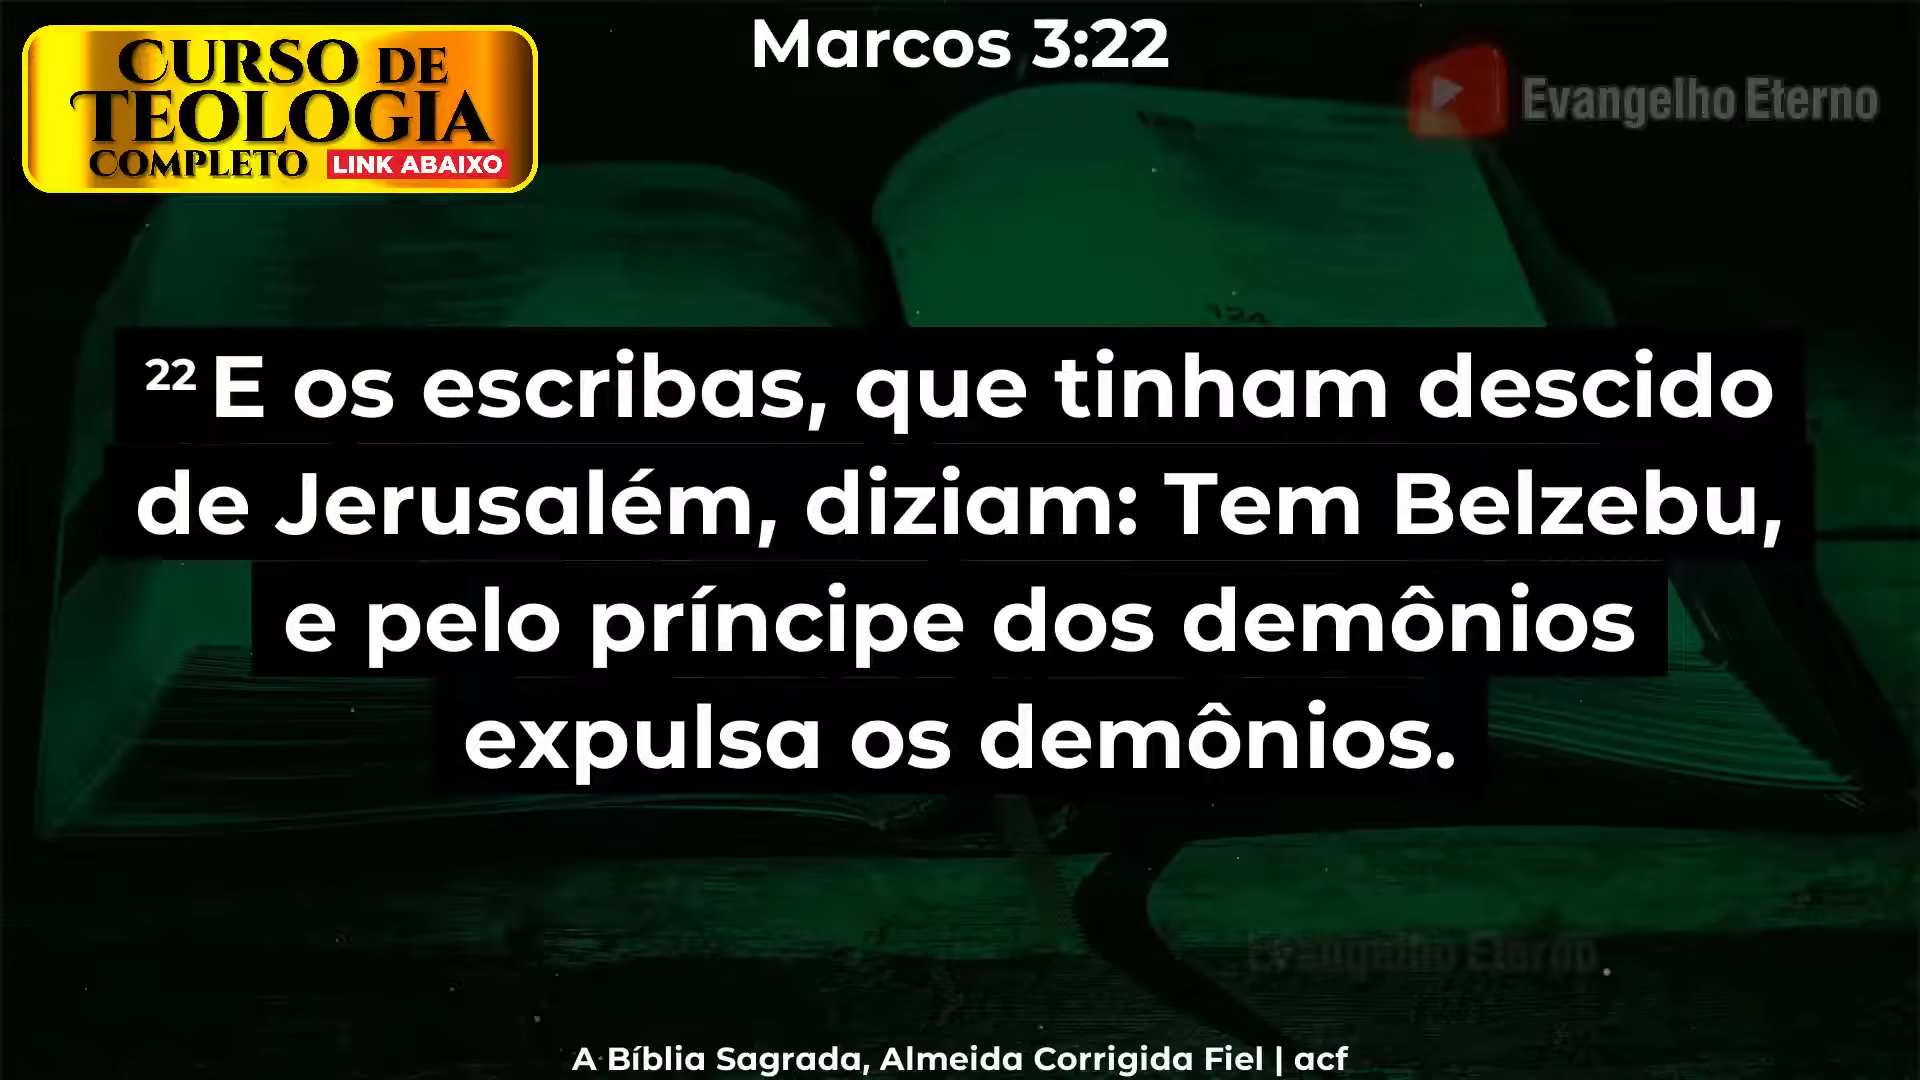 Marcos 3:22
CURSO DE
TEOLOGIA
COMPLETO LINK ABAIXO
Evangelho Eterno
22 E os escribas, que tinham descido
de Jerusalém, diziam: Tem Belzebu,
e pelo príncipe dos demônios
expulsa os demônios.
Evangelho Eterno
A Bíblia Sagrada, Almeida Corrigida Fiel | acf